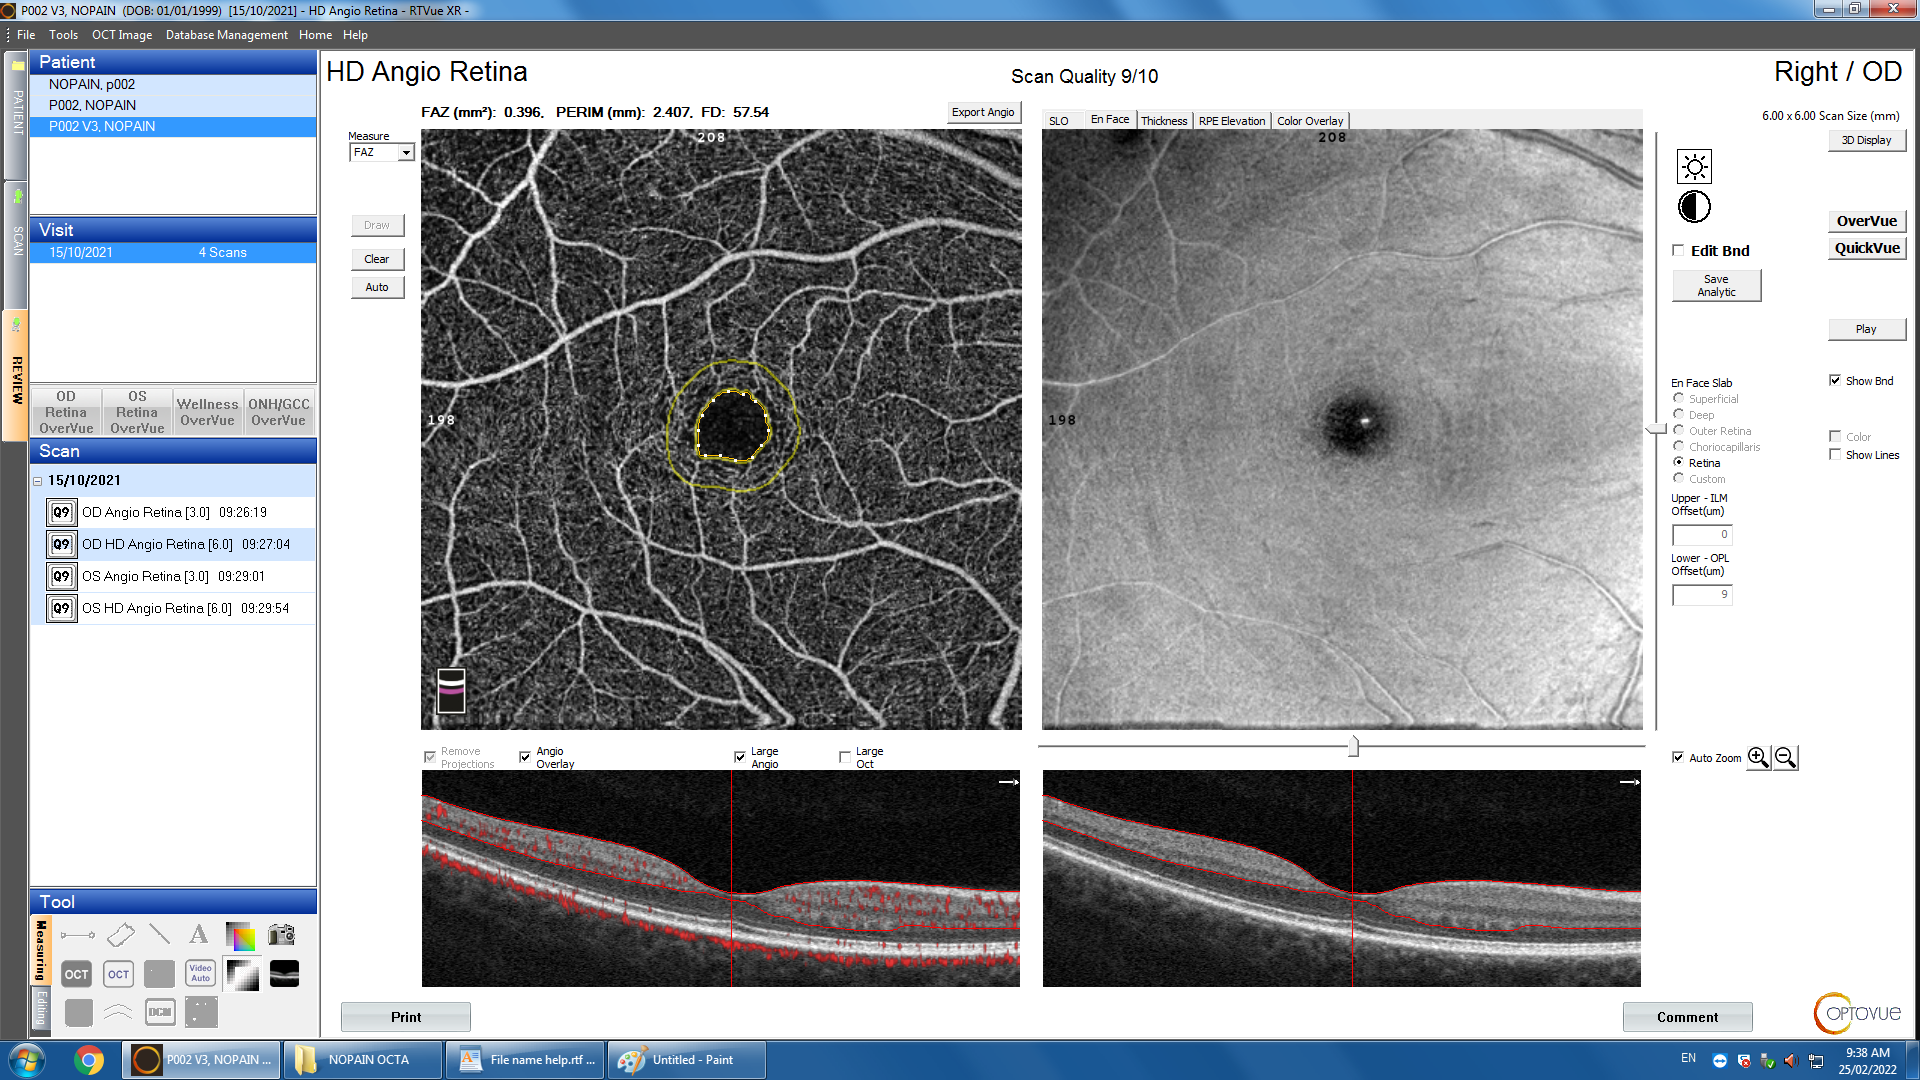 P002 V3, NOPAIN (DOB: 01/01/1999) [15/10/2021] - HD Angio Retina - RTVue XR -
File Tools OCT Image Database Management Home Help
PATIENT
SCAN
REVIEW
Patient
NOPAIN, p002
P002, NOPAIN
P002 V3, NOPAIN
Visit
15/10/2021 4 Scans
OD Retina OverVue
OS Retina OverVue
Wellness OverVue
ONH/GCC OverVue
Scan
15/10/2021
Q9 OD Angio Retina [3.0] 09:26:19
Q9 OD HD Angio Retina [6.0] 09:27:04
Q9 OS Angio Retina [3.0] 09:29:01
Q9 OS HD Angio Retina [6.0] 09:29:54
Tool
Measuring
Editing
A
OCT
OCT
Video Auto
DCM
HD Angio Retina
Scan Quality 9/10
Right / OD
FAZ (mm²): 0.396, PERIM (mm): 2.407, FD: 57.54
Export Angio
6.00 x 6.00 Scan Size (mm)
Measure
FAZ
Draw
Clear
Auto
208
198
SLO
En Face
Thickness
RPE Elevation
Color Overlay
208
198
3D Display
OverVue
QuickVue
Edit Bnd
Save Analytic
Play
En Face Slab
Superficial
Deep
Outer Retina
Choriocapillaris
Retina
Custom
Show Bnd
Color
Show Lines
Upper - ILM
Offset(um)
0
Lower - OPL
Offset(um)
9
Remove Projections
Angio Overlay
Large Angio
Large Oct
Auto Zoom
Print
Comment
OPTOVUE
P002 V3, NOPAIN ...
NOPAIN OCTA
File name help.rtf ...
Untitled - Paint
EN
9:38 AM
25/02/2022